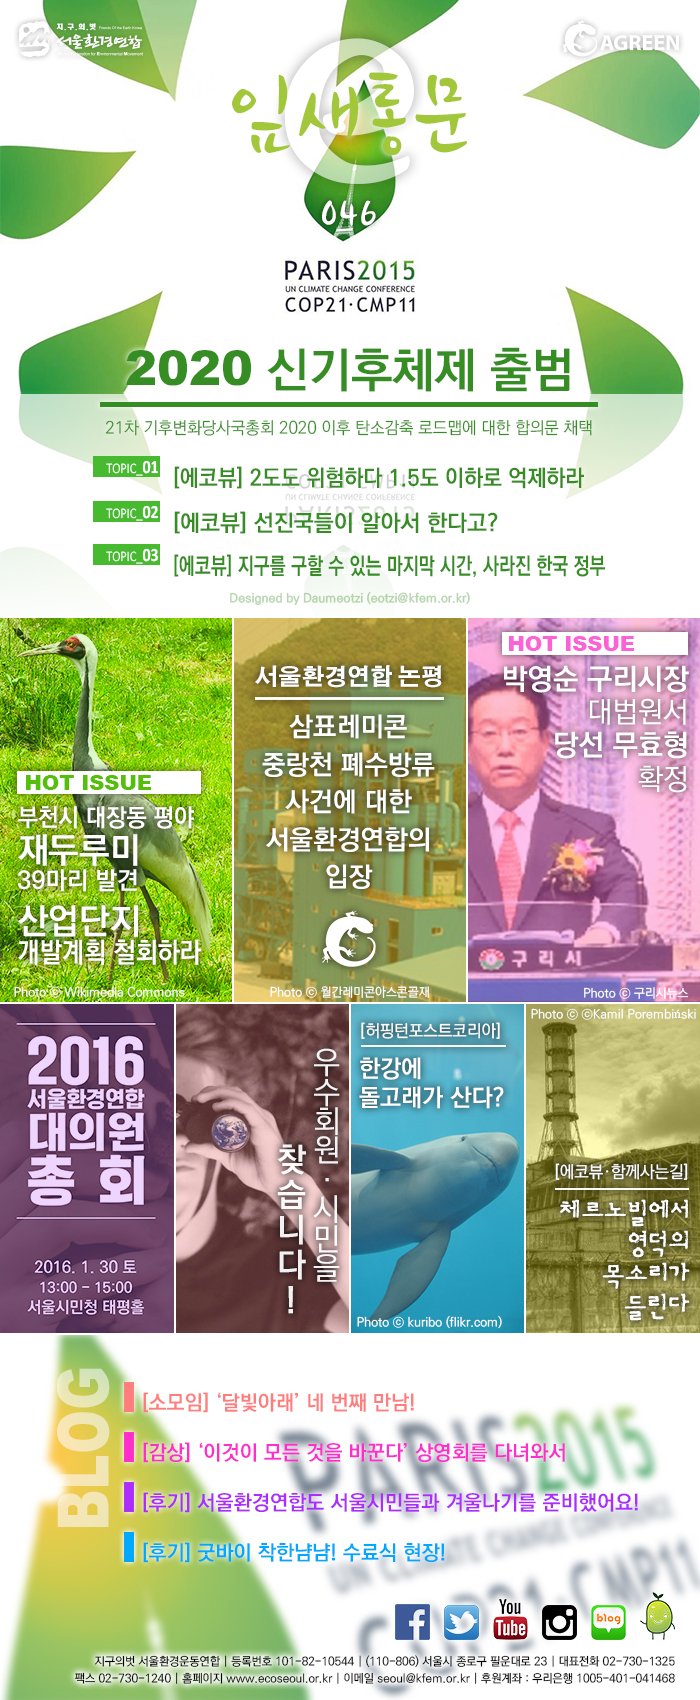 지·구·의·벗
서울환경연합
AGREEN
잎새통문
046
PARIS2015
UN CLIMATE CHANGE CONFERENCE
COP21·CMP11
2020 신기후체제 출범
21차 기후변화당사국총회 2020 이후 탄소감축 로드맵에 대한 합의문 채택
TOPIC_01 [에코뷰] 2도도 위험하다 1.5도 이하로 억제하라
TOPIC_02 [에코뷰] 선진국들이 알아서 한다고?
TOPIC_03 [에코뷰] 지구를 구할 수 있는 마지막 시간, 사라진 한국 정부
Designed by Daumeotzi (eotzi@kfem.or.kr)
HOT ISSUE
부천시 대장동 평야
재두루미
39마리 발견
산업단지
개발계획 철회하라
Photo ⓒ Wikimedia Commons
서울환경연합 논평
삼표레미콘
중랑천 폐수방류
사건에 대한
서울환경연합의
입장
Photo ⓒ 월간레미콘아스콘골재
HOT ISSUE
박영순 구리시장
대법원서
당선 무효형
확정
구리시
Photo ⓒ 구리시뉴스
2016
서울환경연합
대의원
총회
2016. 1. 30 토
13:00 - 15:00
서울시민청 태평홀
우수회원·시민을
찾습니다!
[허핑턴포스트코리아]
한강에
돌고래가 산다?
Photo ⓒ kuribo (flikr.com)
Photo ⓒ ⓒKamil Porembiński
[에코뷰·함께사는길]
체르노빌에서
영덕의
목소리가
들린다
BLOG
[소모임] ‘달빛아래’ 네 번째 만남!
[감상] ‘이것이 모든 것을 바꾼다’ 상영회를 다녀와서
[후기] 서울환경연합도 서울시민들과 겨울나기를 준비했어요!
[후기] 굿바이 착한냠냠! 수료식 현장!
PARIS2015
UN CLIMATE CHANGE CONFERENCE
COP21·CMP11
You
Tube
blog
지구의벗 서울환경운동연합 | 등록번호 101-82-10544 | (110-806) 서울시 종로구 필운대로 23 | 대표전화 02-730-1325
팩스 02-730-1240 | 홈페이지 www.ecoseoul.or.kr | 이메일 seoul@kfem.or.kr | 후원계좌 : 우리은행 1005-401-041468